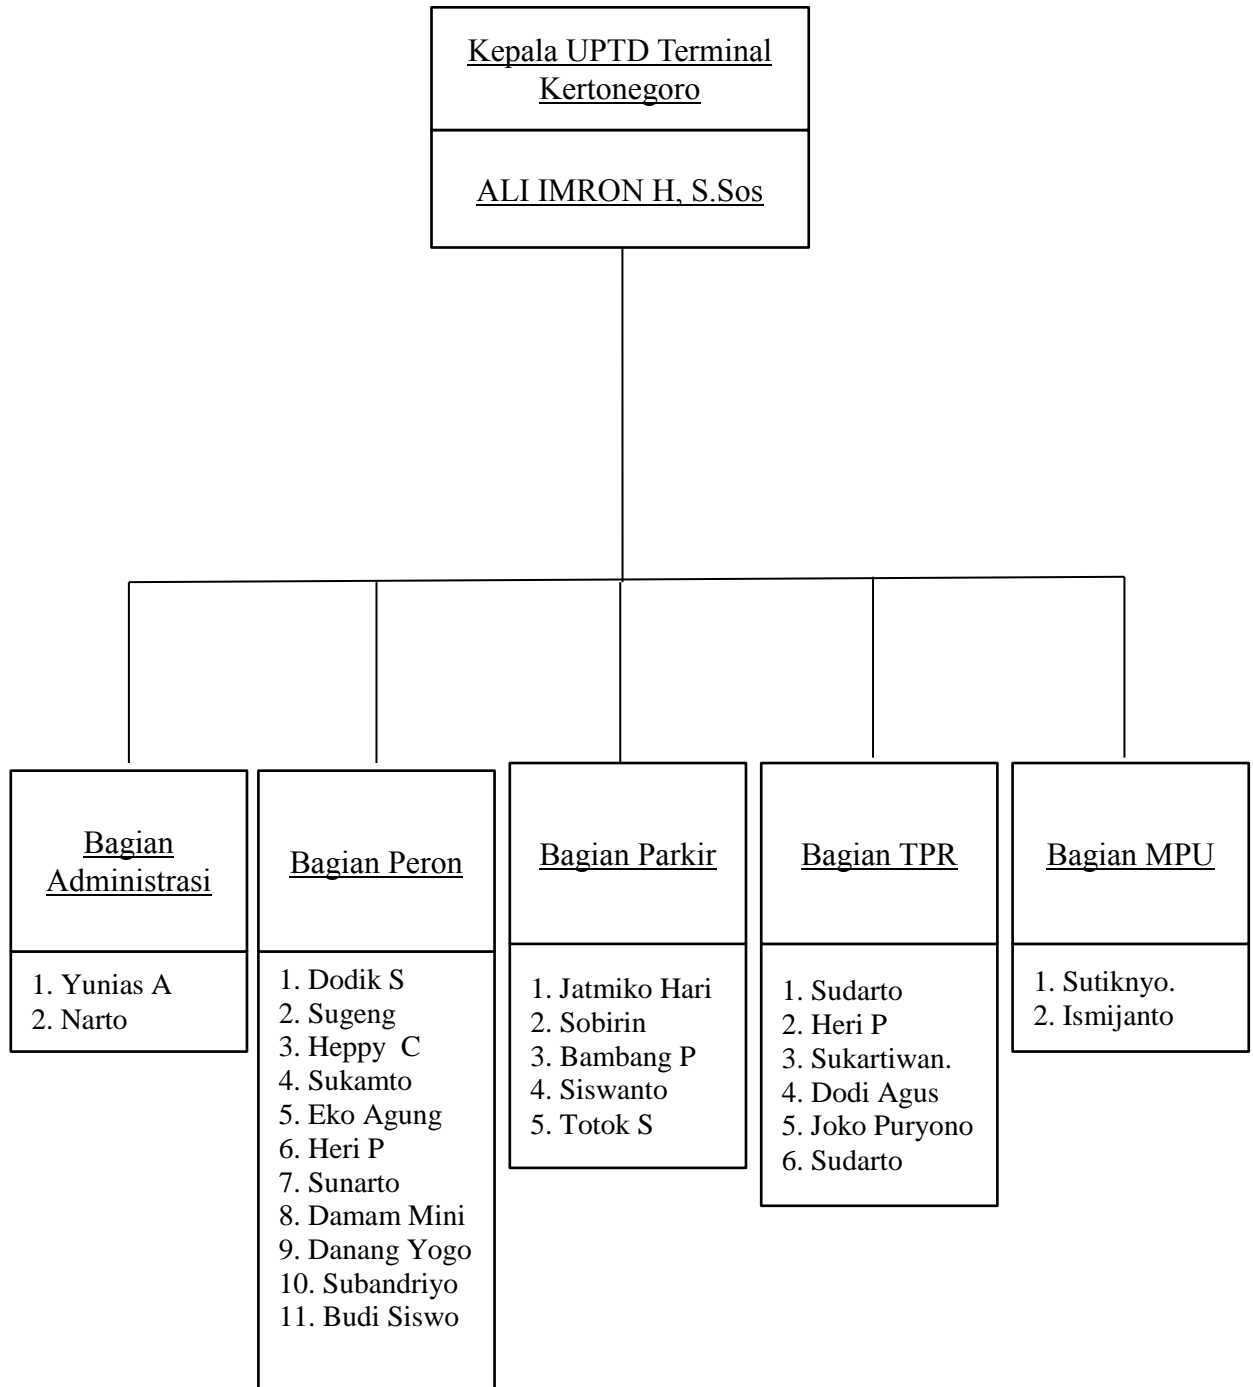 Kepala UPTD Terminal
Kertonegoro
ALI IMRON H, S.Sos
Bagian
Administrasi
1. Yunias A
2. Narto
Bagian Peron
1. Dodik S
2. Sugeng
3. Heppy  C
4. Sukamto
5. Eko Agung
6. Heri P
7. Sunarto
8. Damam Mini
9. Danang Yogo
10. Subandriyo
11. Budi Siswo
Bagian Parkir
1. Jatmiko Hari
2. Sobirin
3. Bambang P
4. Siswanto
5. Totok S
Bagian TPR
1. Sudarto
2. Heri P
3. Sukartiwan.
4. Dodi Agus
5. Joko Puryono
6. Sudarto
Bagian MPU
1. Sutiknyo.
2. Ismijanto